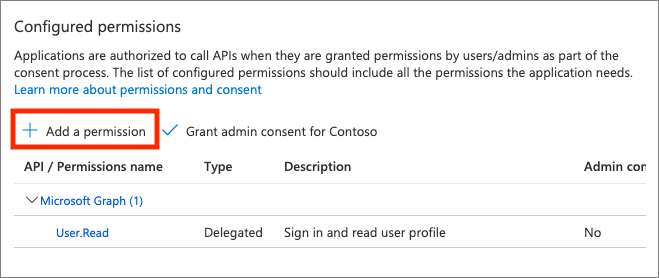 Configured permissions
Applications are authorized to call APIs when they are granted permissions by users/admins as part of the
consent process. The list of configured permissions should include all the permissions the application needs.
Learn more about permissions and consent
Add a permission Grant admin consent for Contoso
API / Permissions name Type Description Admin con
Microsoft Graph (1)
User.Read Delegated Sign in and read user profile No